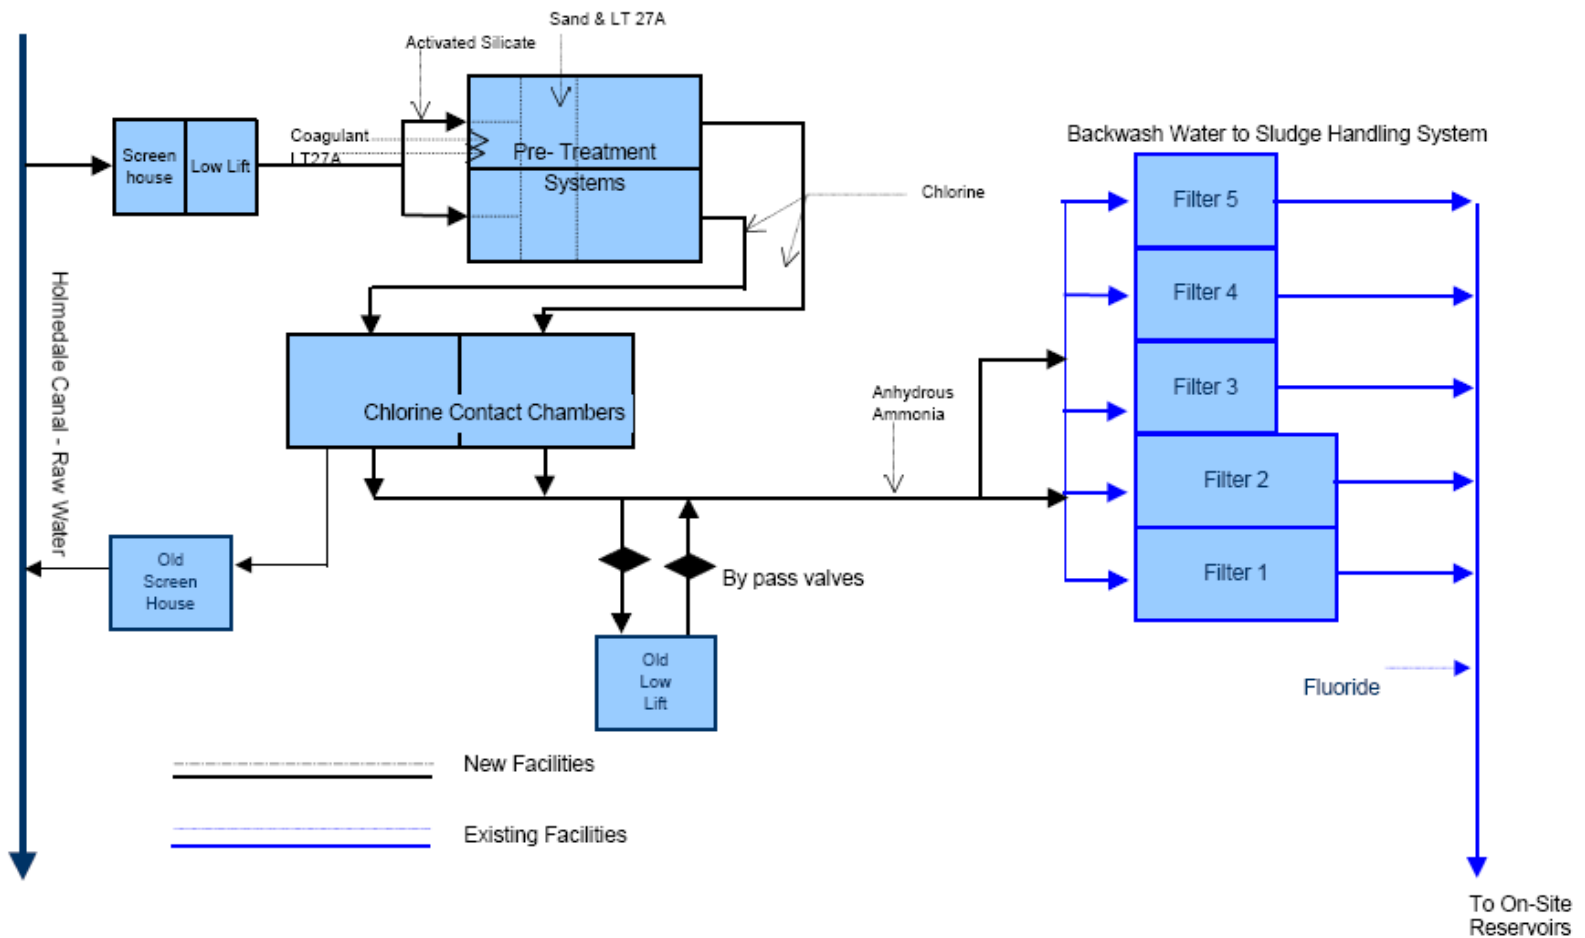 Sand & LT 27A
Activated Silicate
Coagulant
LT27A
Screen
house
Low Lift
Pre- Treatment
Systems
Chlorine
Backwash Water to Sludge Handling System
Filter 5
Filter 4
Filter 3
Filter 2
Filter 1
Holmedale Canal - Raw Water
Chlorine Contact Chambers
Anhydrous
Ammonia
Old
Screen
House
By pass valves
Old
Low
Lift
Fluoride
New Facilities
Existing Facilities
To On-Site
Reservoirs